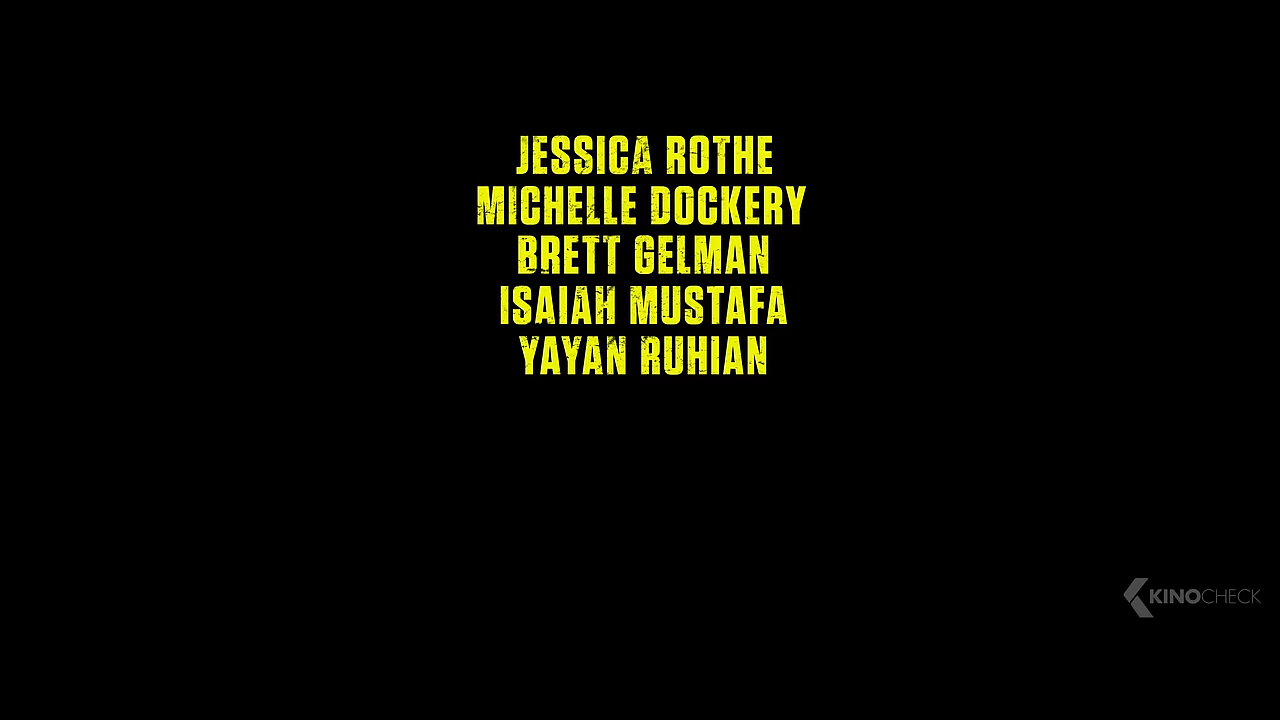 JESSICA ROTHE
MICHELLE DOCKERY
BRETT GELMAN
ISAIAH MUSTAFA
YAYAN RUHIAN
KINOCHECK